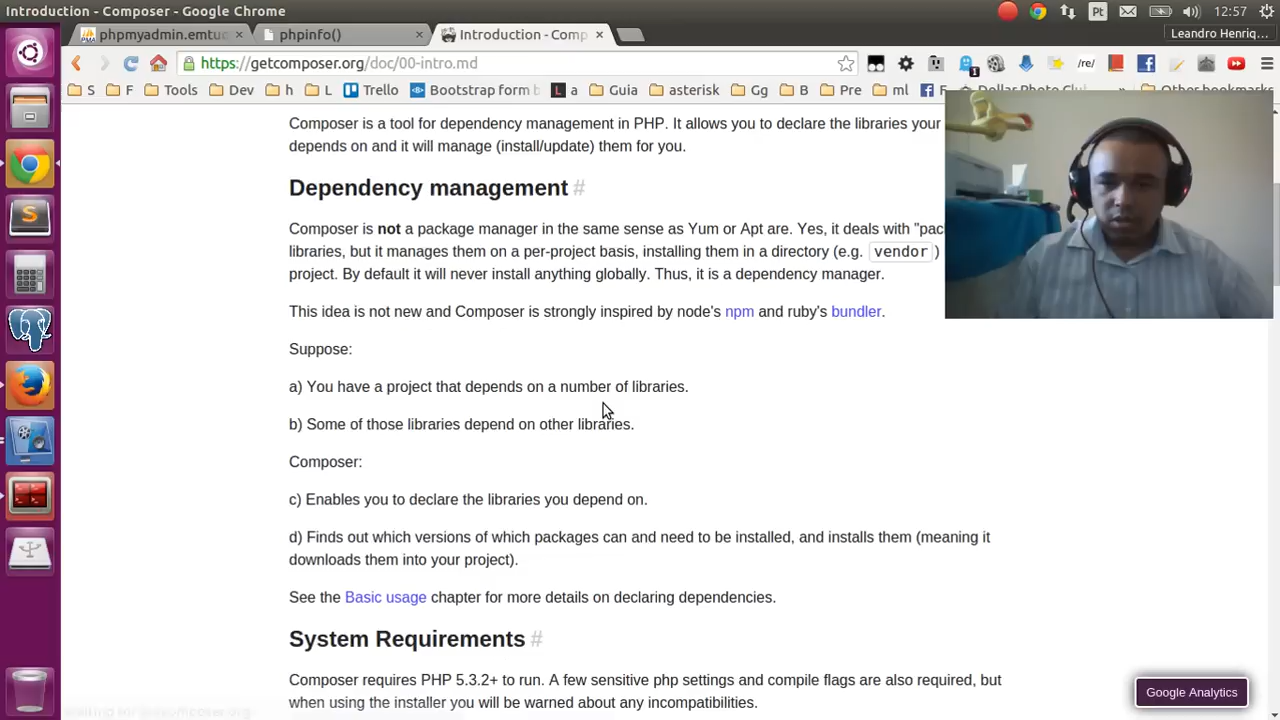 Introduction - Composer - Google Chrome
Pt
12:57
phpmyadmin.emtu
phpinfo()
Introduction - Comp
Leandro Henriq...
https://getcomposer.org/doc/00-intro.md
1
/re/
S
F
Tools
Dev
h
L
Trello
Bootstrap form b
L a
Guia
asterisk
Gg
B
Pre
ml
F
Dollar Photo Club
Other bookmarks
Composer is a tool for dependency management in PHP. It allows you to declare the libraries your
depends on and it will manage (install/update) them for you.
Dependency management #
Composer is not a package manager in the same sense as Yum or Apt are. Yes, it deals with "pac
libraries, but it manages them on a per-project basis, installing them in a directory (e.g. vendor )
project. By default it will never install anything globally. Thus, it is a dependency manager.
This idea is not new and Composer is strongly inspired by node's npm and ruby's bundler.
Suppose:
a) You have a project that depends on a number of libraries.
b) Some of those libraries depend on other libraries.
Composer:
c) Enables you to declare the libraries you depend on.
d) Finds out which versions of which packages can and need to be installed, and installs them (meaning it
downloads them into your project).
See the Basic usage chapter for more details on declaring dependencies.
System Requirements #
Composer requires PHP 5.3.2+ to run. A few sensitive php settings and compile flags are also required, but
when using the installer you will be warned about any incompatibilities.
Google Analytics